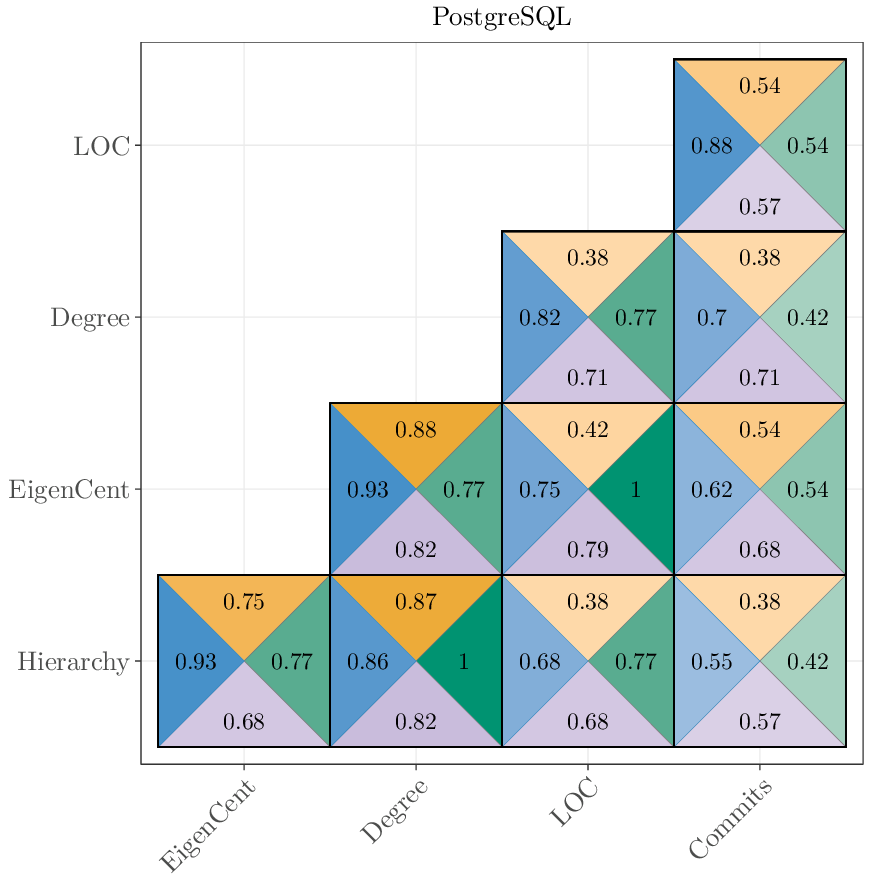 PostgreSQL
0.54
LOC 0.88 0.54
0.57
0.38 0.38
Degree 0.82 0.77 0.7 0.42
0.71 0.71
0.88 0.42 0.54
EigenCent 0.93 0.77 0.75 1 0.62 0.54
0.82 0.79 0.68
0.75 0.87 0.38 0.38
Hierarchy 0.93 0.77 0.86 1 0.68 0.77 0.55 0.42
0.68 0.82 0.68 0.57
EigenCent Degree LOC Commits